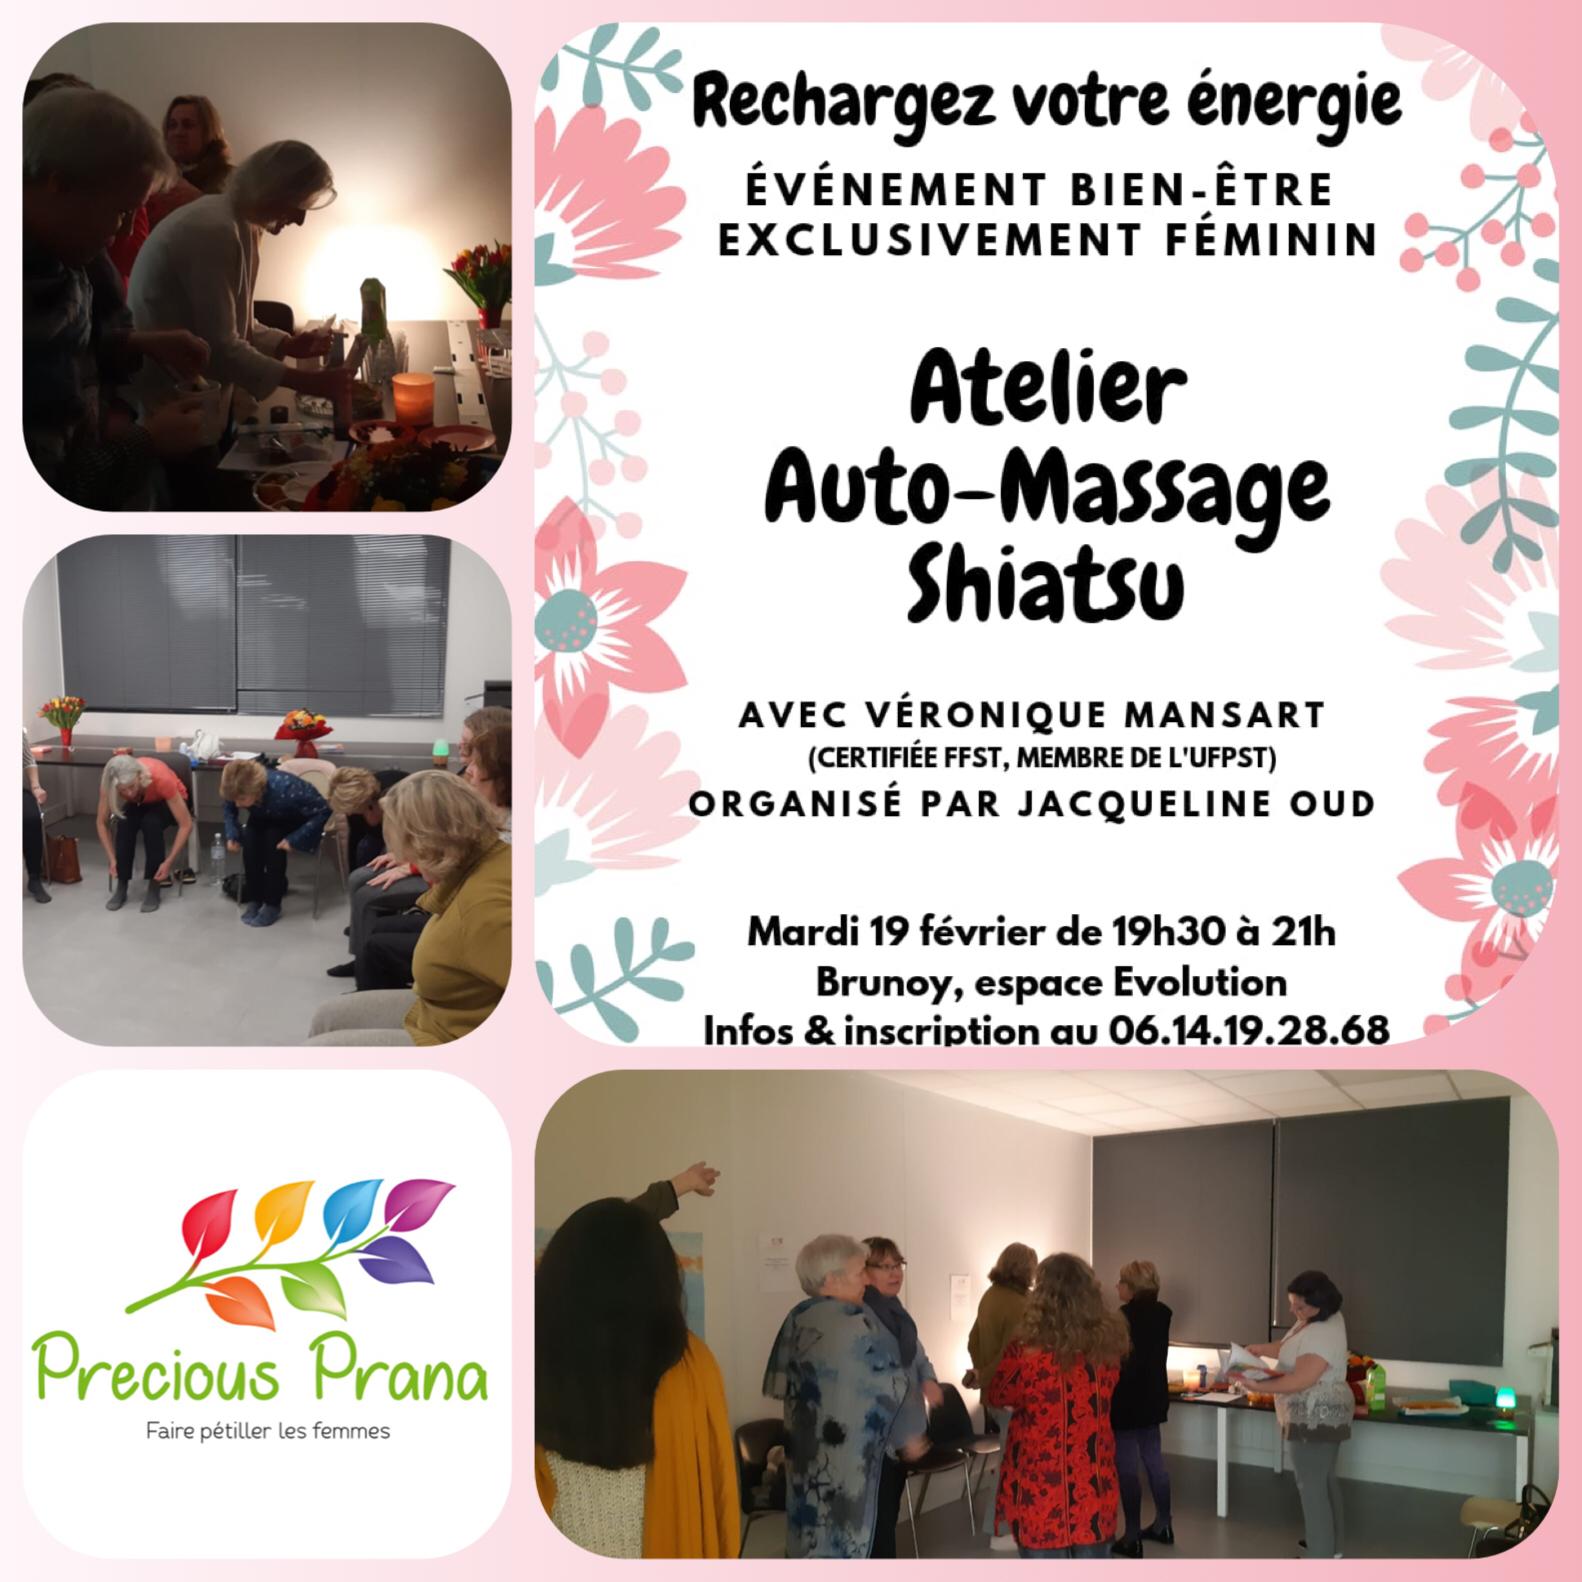 Rechargez votre énergie
ÉVÉNEMENT BIEN-ÊTRE
EXCLUSIVEMENT FÉMININ
Atelier
Auto-Massage
Shiatsu
AVEC VÉRONIQUE MANSART
(CERTIFIÉE FFST, MEMBRE DE L'UFPST)
ORGANISÉ PAR JACQUELINE OUD
Mardi 19 février de 19h30 à 21h
Brunoy, espace Evolution
Infos & inscription au 06.14.19.28.68
Precious Prana
Faire pétiller les femmes